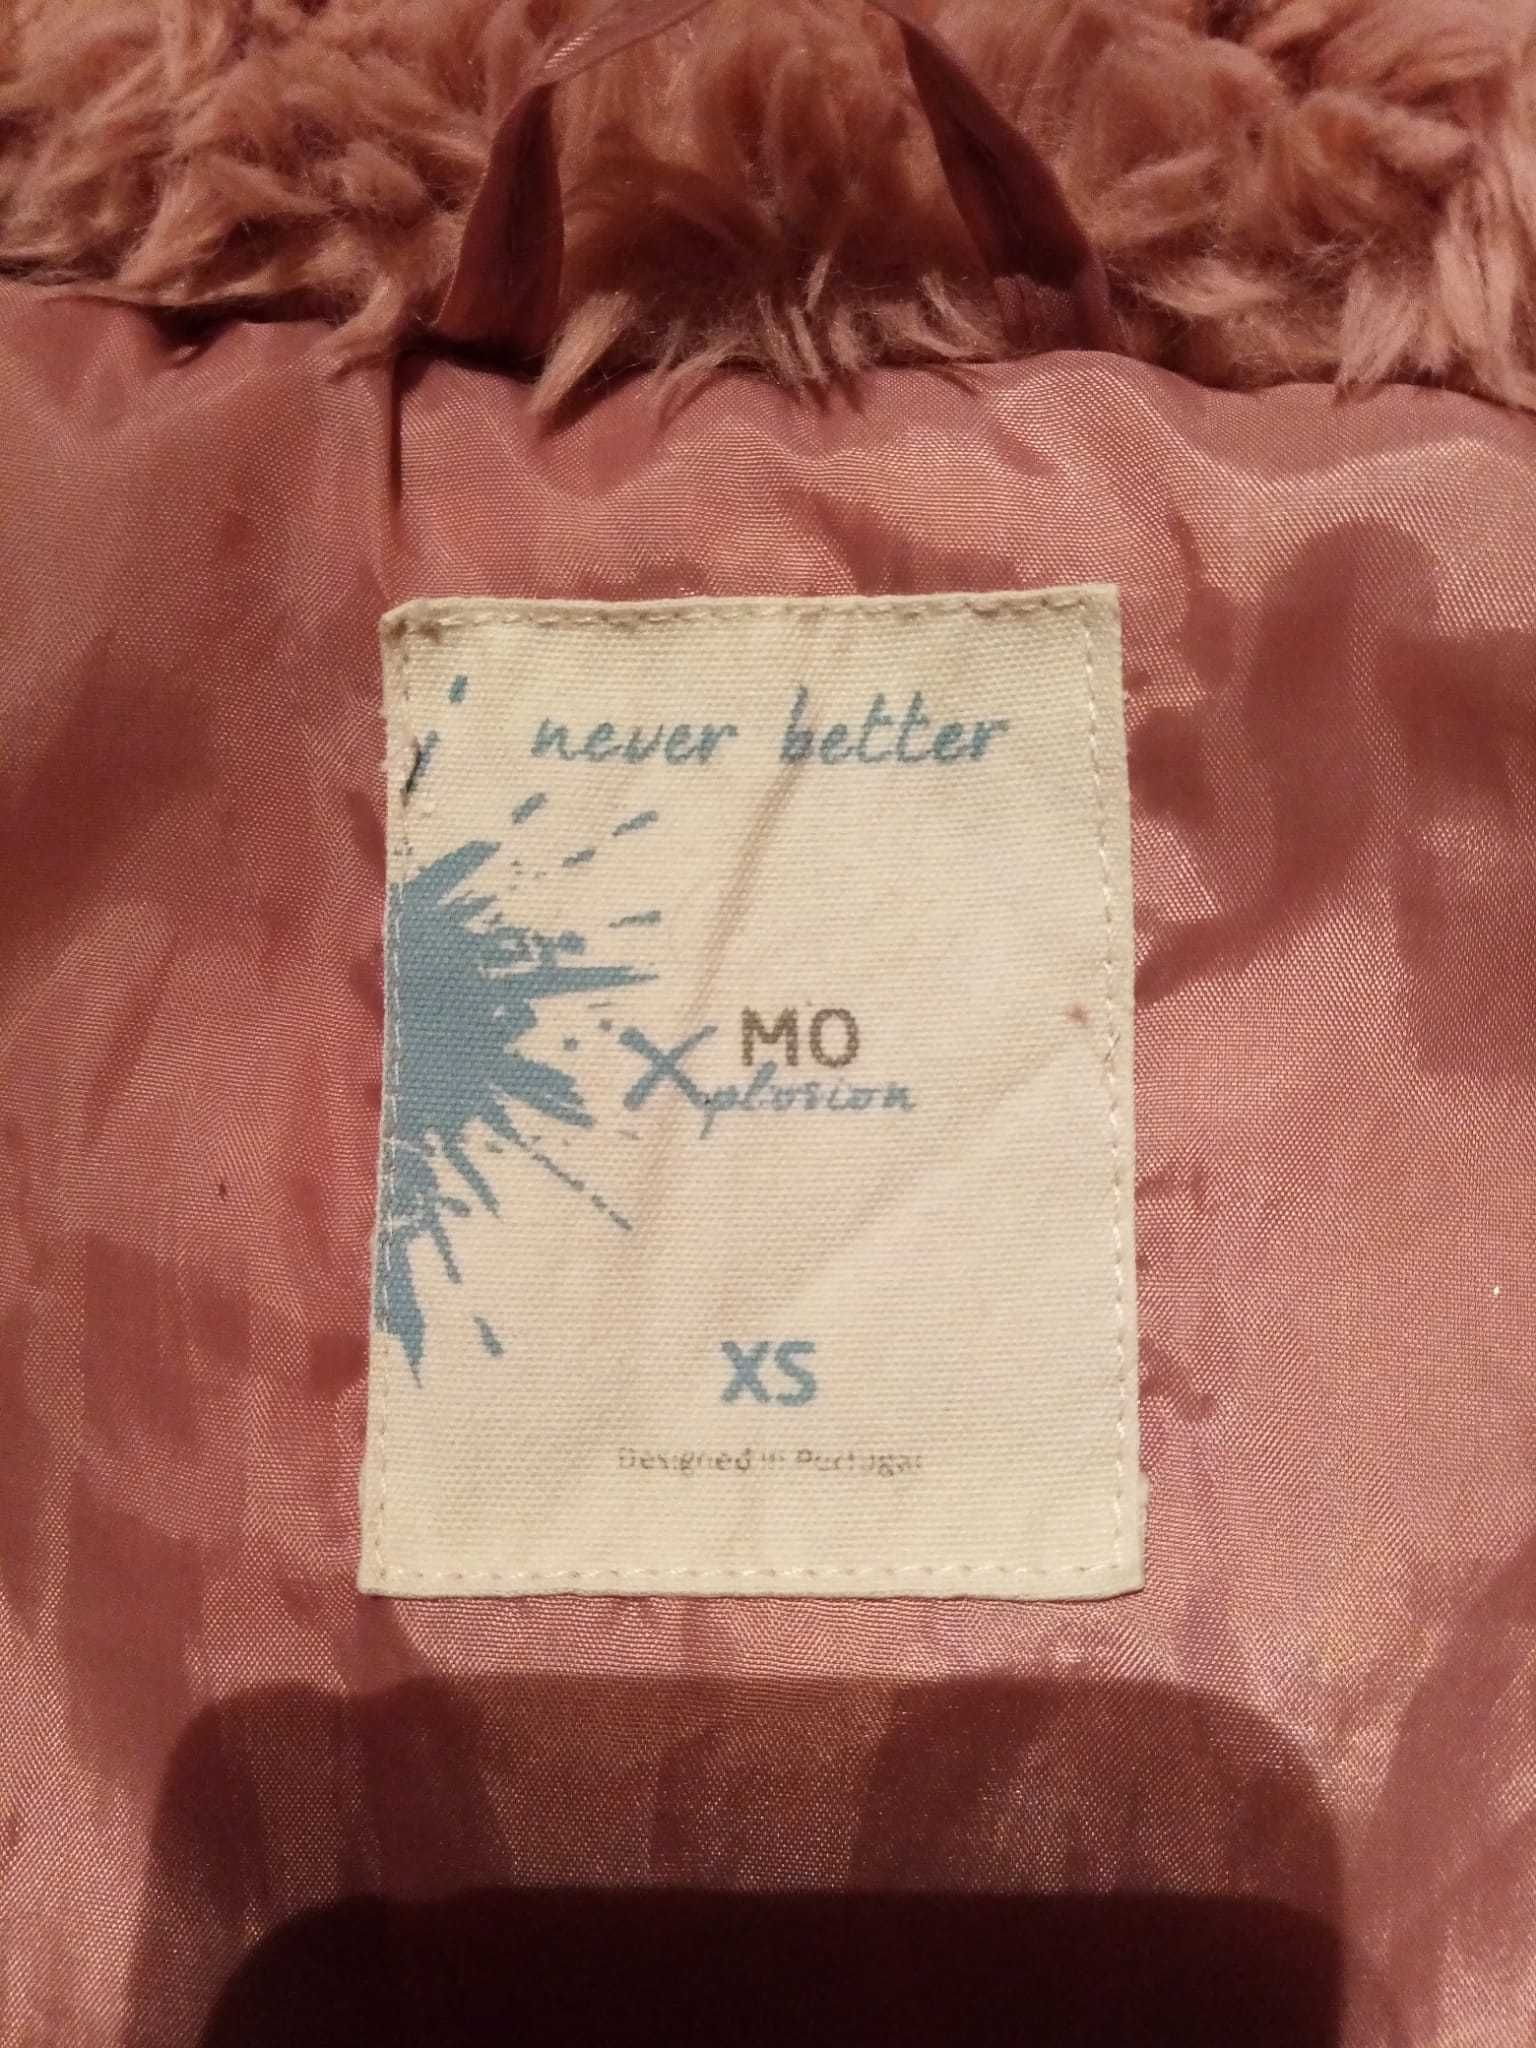 never better
MO
Xplosion
XS
Designed in Portugal